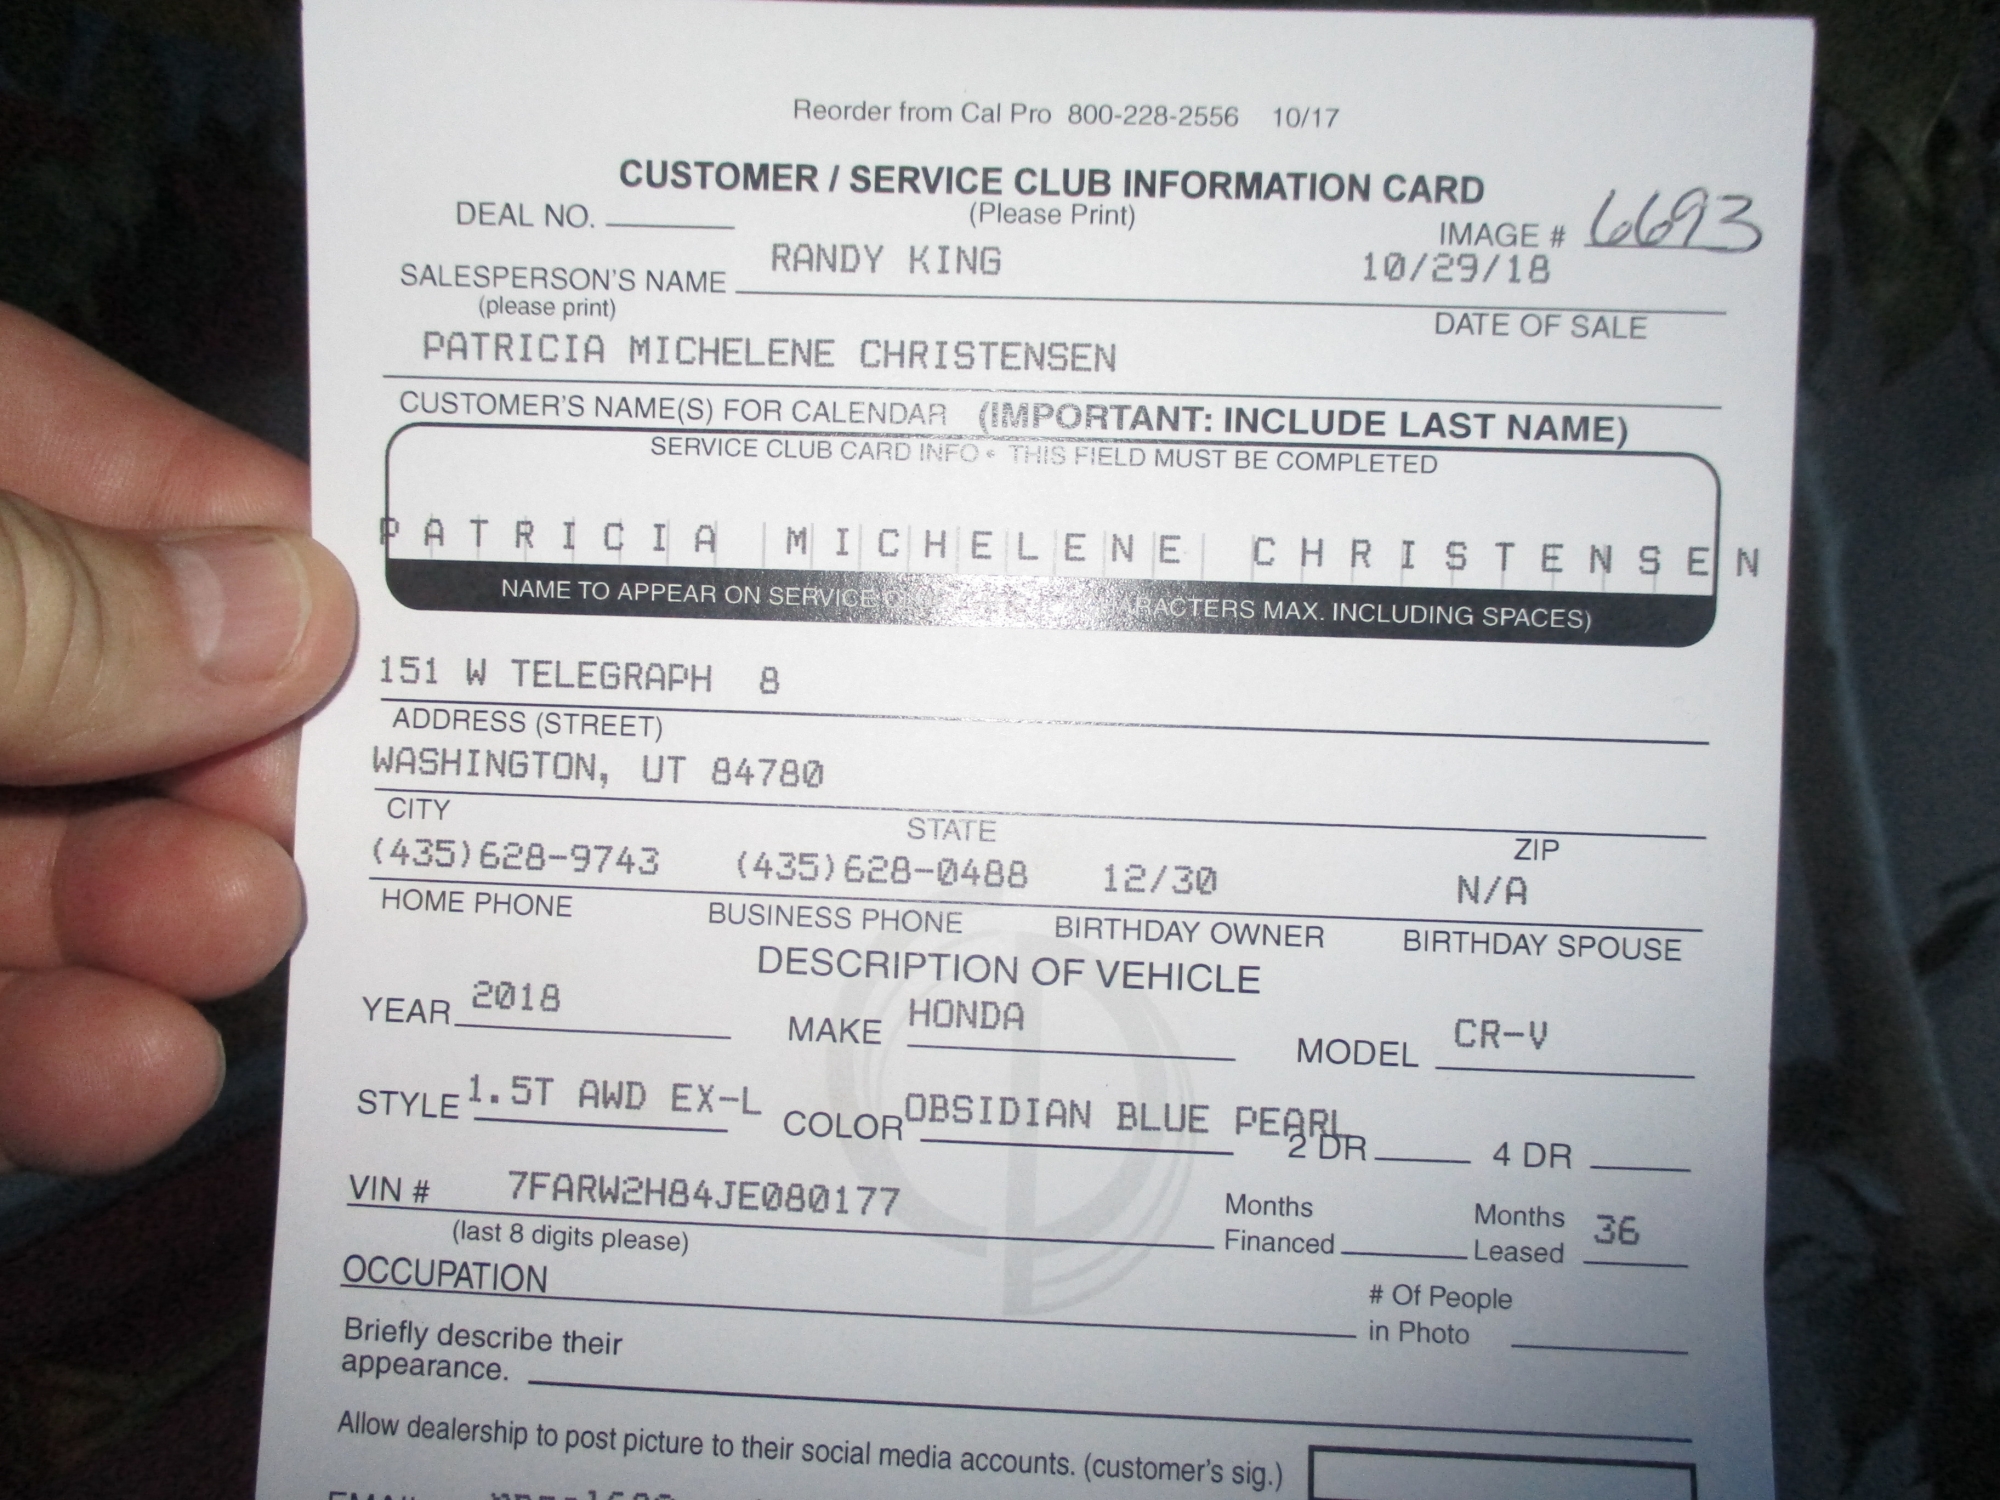 Reorder from Cal Pro 800-228-2556 10/17
CUSTOMER / SERVICE CLUB INFORMATION CARD
DEAL NO. (Please Print) IMAGE # 6693
SALESPERSON'S NAME RANDY KING 10/29/18
(please print) DATE OF SALE
PATRICIA MICHELENE CHRISTENSEN
CUSTOMER'S NAME(S) FOR CALENDAR (IMPORTANT: INCLUDE LAST NAME)
SERVICE CLUB CARD INFO • THIS FIELD MUST BE COMPLETED
PATRICIA MICHELENE CHRISTENSEN
NAME TO APPEAR ON SERVICE MAX. INCLUDING SPACES)
151 W TELEGRAPH 8
ADDRESS (STREET)
WASHINGTON, UT 84780
CITY STATE ZIP
(435)628-9743 (435)628-0488 12/30 N/A
HOME PHONE BUSINESS PHONE BIRTHDAY OWNER BIRTHDAY SPOUSE
DESCRIPTION OF VEHICLE
YEAR 2018 MAKE HONDA MODEL CR-V
STYLE 1.5T AWD EX-L COLOR OBSIDIAN BLUE PEARL 2 DR 4 DR
VIN # 7FARW2H84JE080177 Months Financed Months Leased 36
(last 8 digits please)
OCCUPATION # Of People in Photo
Briefly describe their
appearance.
Allow dealership to post picture to their social media accounts. (customer's sig.)